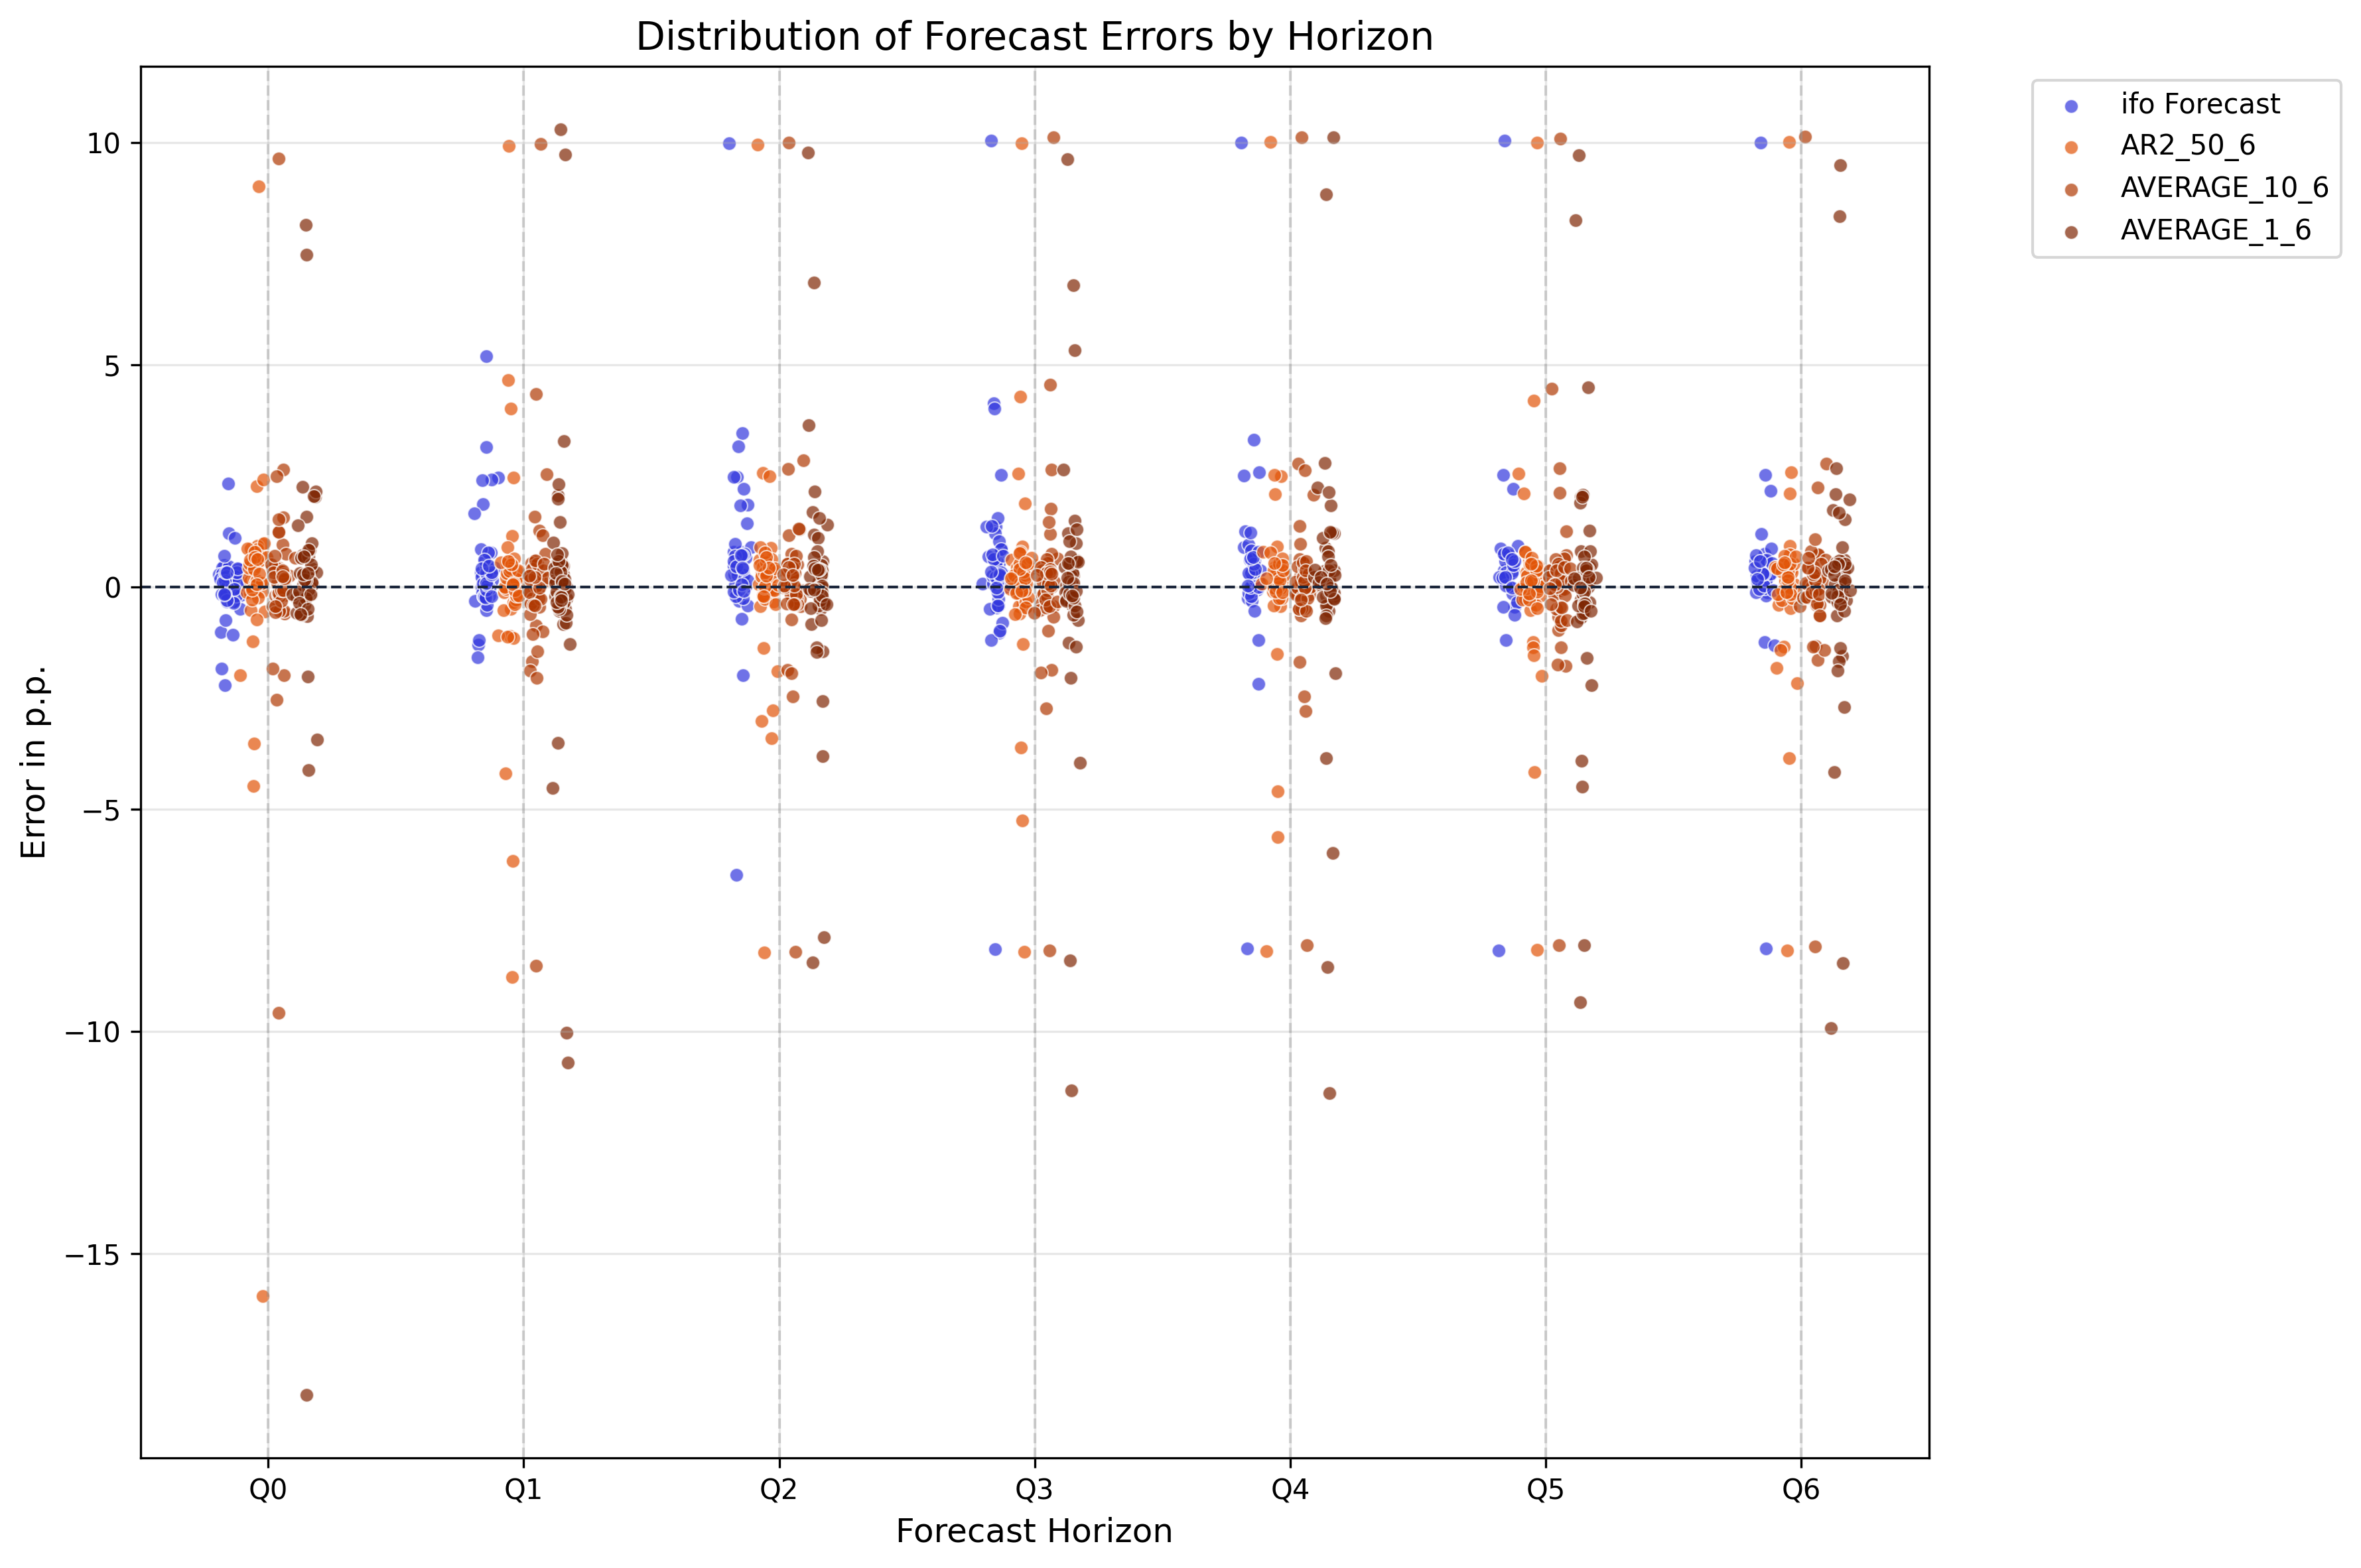 Distribution of Forecast Errors by Horizon
ifo Forecast
AR2_50_6
AVERAGE_10_6
AVERAGE_1_6
10
5
0
−5
−10
−15
Error in p.p.
Q0 Q1 Q2 Q3 Q4 Q5 Q6
Forecast Horizon